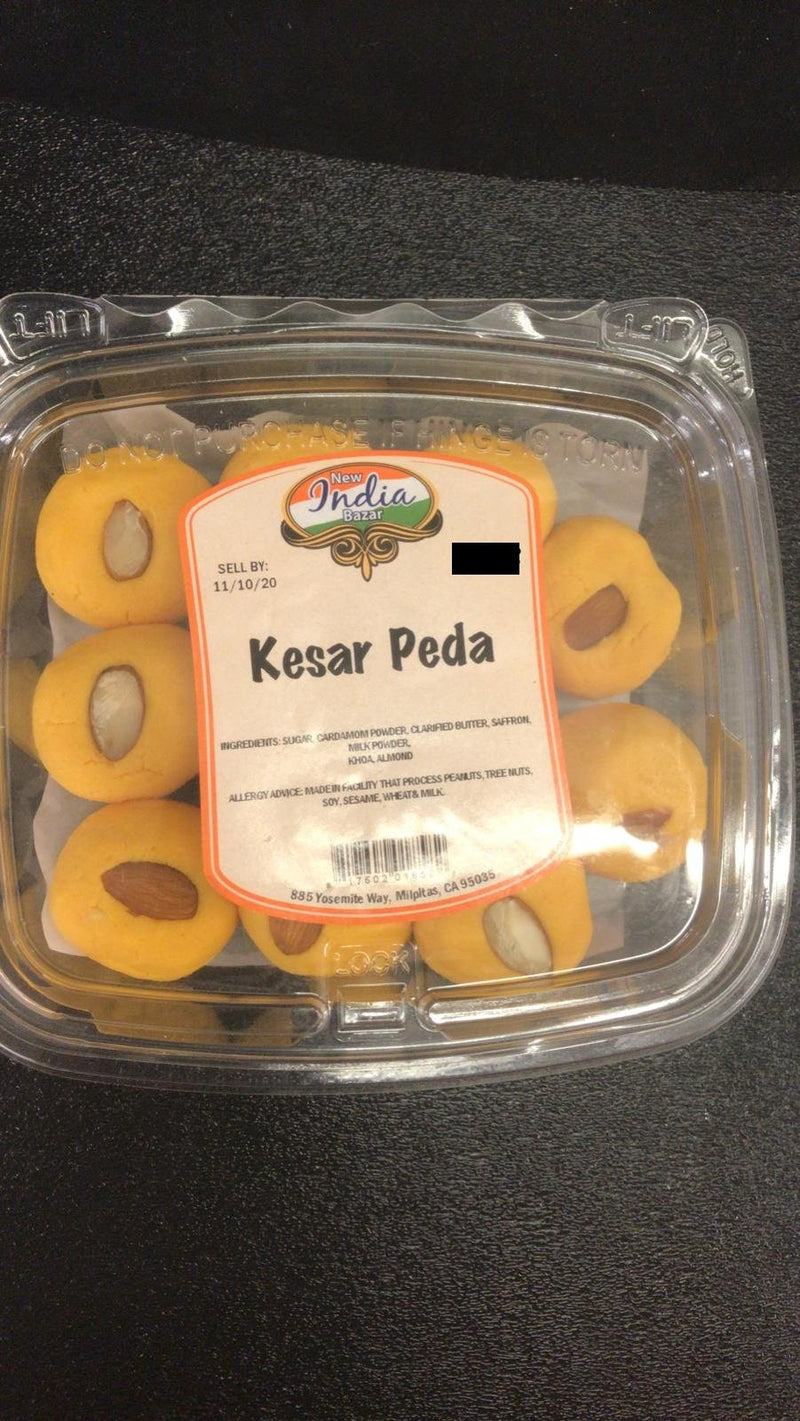 LIFT
LIFT
HOLD
DO NOT PURCHASE IF HINGE IS TORN
New
India
Bazar
SELL BY:
11/10/20
Kesar Peda
INGREDIENTS: SUGAR, CARDAMOM POWDER, CLARIFIED BUTTER, SAFFRON,
MILK POWDER,
KHOA, ALMOND
ALLERGY ADVICE: MADE IN FACILITY THAT PROCESS PEANUTS, TREE NUTS,
SOY, SESAME, WHEAT& MILK.
885 Yosemite Way, Milpitas, CA 95035
LOCK